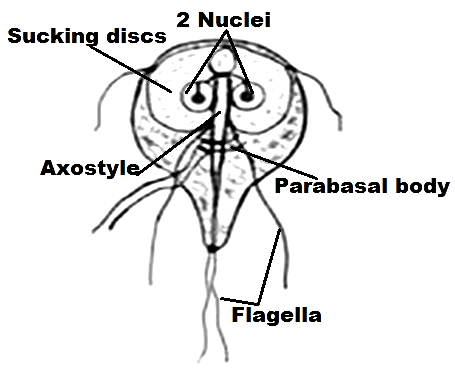 2 Nuclei
Sucking discs
Axostyle
Parabasal body
Flagella